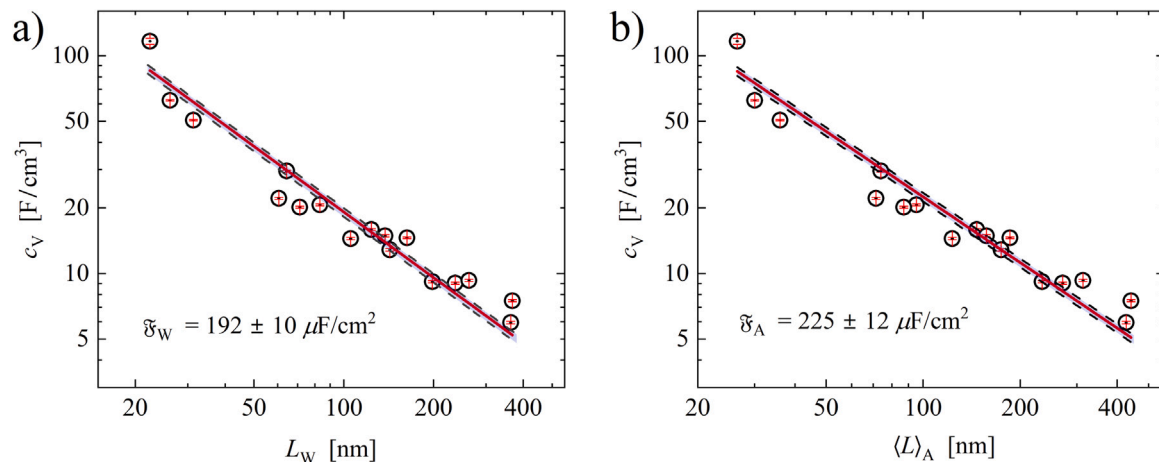 a)
100
50
20
10
5
c_V [F/cm³]
𝔉_W = 192 ± 10 μF/cm²
20 50 100 200 400
L_W [nm]
b)
100
50
20
10
5
c_V [F/cm³]
𝔉_A = 225 ± 12 μF/cm²
20 50 100 200 400
⟨L⟩_A [nm]